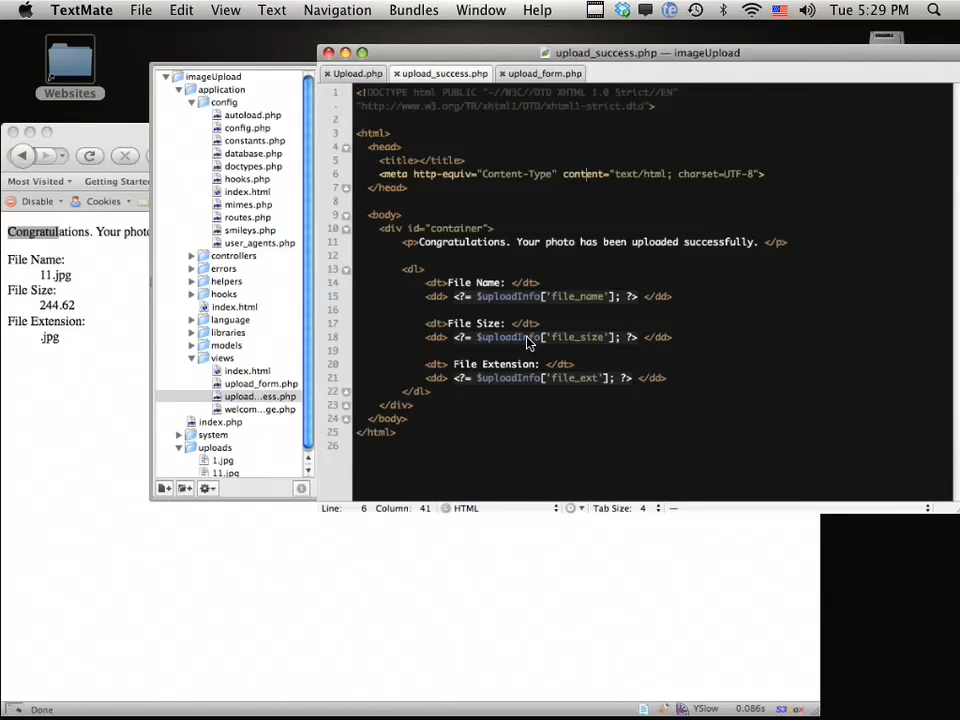 TextMate File Edit View Text Navigation Bundles Window Help Tue 5:29 PM
Websites
upload_success.php — imageUpload
Upload.php upload_success.php upload_form.php
imageUpload
application
config
autoload.php
config.php
constants.php
database.php
doctypes.php
hooks.php
index.html
mimes.php
routes.php
smileys.php
user_agents.php
controllers
errors
helpers
hooks
index.html
language
libraries
models
views
index.html
upload_form.php
upload...ess.php
welcom...ge.php
index.php
system
uploads
1.jpg
11.jpg
Most Visited Getting Starte
Disable Cookies
Congratulations. Your phot
File Name:
11.jpg
File Size:
244.62
File Extension:
.jpg
1 <!DOCTYPE html PUBLIC "-//W3C//DTD XHTML 1.0 Strict//EN"
- "http://www.w3.org/TR/xhtml1/DTD/xhtml1-strict.dtd">
2
3 <html>
4 <head>
5 <title></title>
6 <meta http-equiv="Content-Type" content="text/html; charset=UTF-8">
7 </head>
8
9 <body>
10 <div id="container">
11 <p>Congratulations. Your photo has been uploaded successfully. </p>
12
13 <dl>
14 <dt>File Name: </dt>
15 <dd> <?= $uploadInfo['file_name']; ?> </dd>
16
17 <dt>File Size: </dt>
18 <dd> <?= $uploadInfo['file_size']; ?> </dd>
19
20 <dt> File Extension: </dt>
21 <dd> <?= $uploadInfo['file_ext']; ?> </dd>
22 </dl>
23 </div>
24 </body>
25 </html>
26
Line: 6 Column: 41 HTML Tab Size: 4 —
Done YSlow 0.086s S3 ax